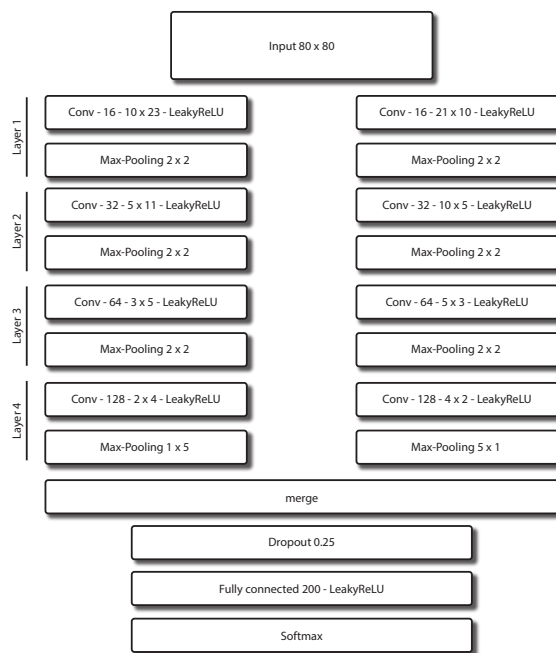 Input 80 x 80
Layer 1
Conv - 16 - 10 x 23 - LeakyReLU
Conv - 16 - 21 x 10 - LeakyReLU
Max-Pooling 2 x 2
Max-Pooling 2 x 2
Layer 2
Conv - 32 - 5 x 11 - LeakyReLU
Conv - 32 - 10 x 5 - LeakyReLU
Max-Pooling 2 x 2
Max-Pooling 2 x 2
Layer 3
Conv - 64 - 3 x 5 - LeakyReLU
Conv - 64 - 5 x 3 - LeakyReLU
Max-Pooling 2 x 2
Max-Pooling 2 x 2
Layer 4
Conv - 128 - 2 x 4 - LeakyReLU
Conv - 128 - 4 x 2 - LeakyReLU
Max-Pooling 1 x 5
Max-Pooling 5 x 1
merge
Dropout 0.25
Fully connected 200 - LeakyReLU
Softmax